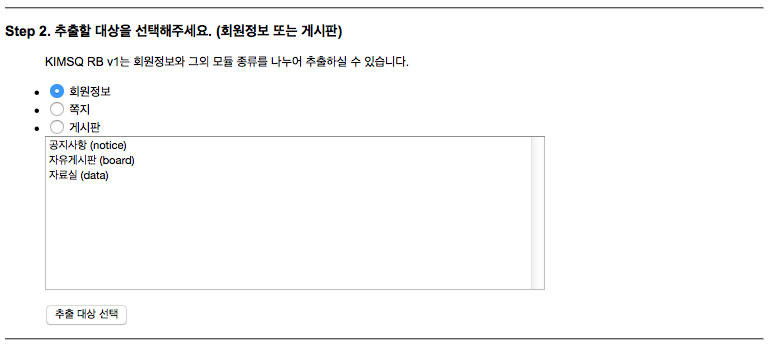 Step 2. 추출할 대상을 선택해주세요. (회원정보 또는 게시판)
KIMSQ RB v1는 회원정보와 그외 모듈 종류를 나누어 추출하실 수 있습니다.
회원정보
쪽지
게시판
공지사항 (notice)
자유게시판 (board)
자료실 (data)
추출 대상 선택